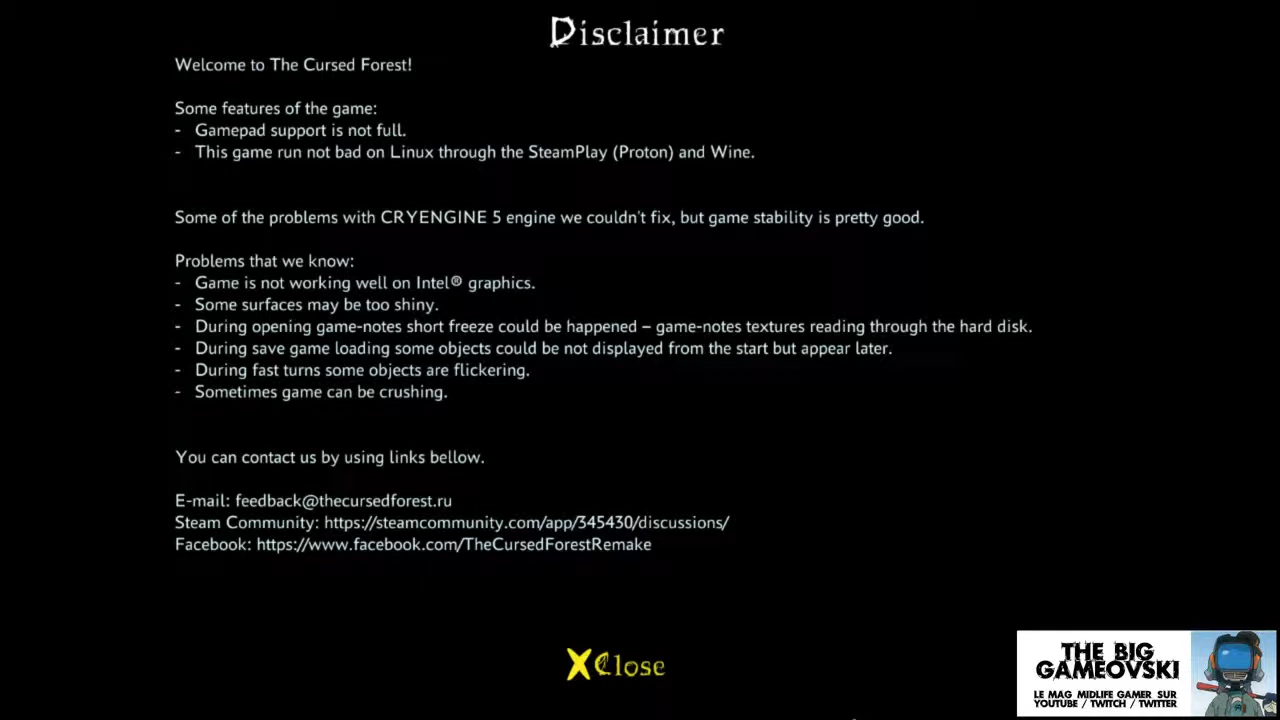 Disclaimer
Welcome to The Cursed Forest!
Some features of the game:
- Gamepad support is not full.
- This game run not bad on Linux through the SteamPlay (Proton) and Wine.
Some of the problems with CRYENGINE 5 engine we couldn't fix, but game stability is pretty good.
Problems that we know:
- Game is not working well on Intel® graphics.
- Some surfaces may be too shiny.
- During opening game-notes short freeze could be happened – game-notes textures reading through the hard disk.
- During save game loading some objects could be not displayed from the start but appear later.
- During fast turns some objects are flickering.
- Sometimes game can be crushing.
You can contact us by using links bellow.
E-mail: feedback@thecursedforest.ru
Steam Community: https://steamcommunity.com/app/345430/discussions/
Facebook: https://www.facebook.com/TheCursedForestRemake
X Close
THE BIG
GAMEOVSKI
LE MAG MIDLIFE GAMER SUR
YOUTUBE / TWITCH / TWITTER